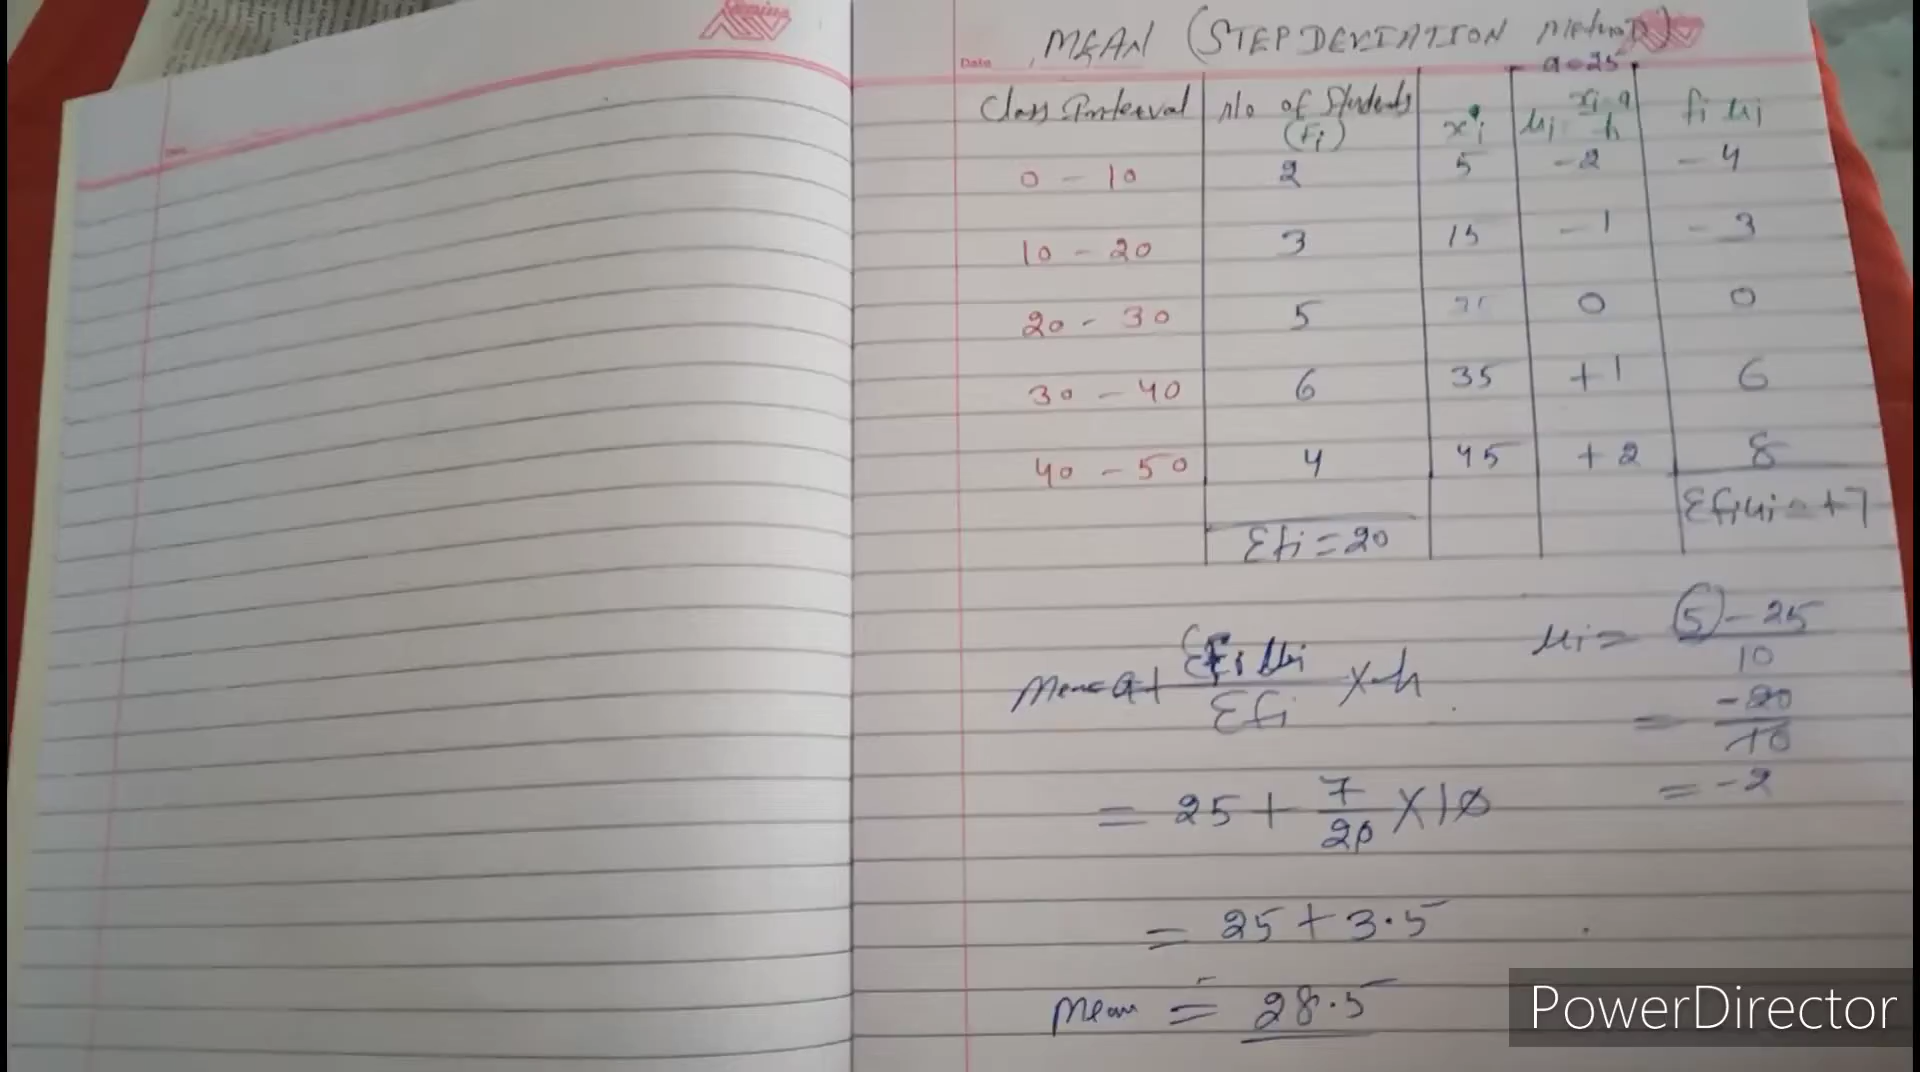 MEAN (STEP DEVIATION Method)
Date
a = 25
Class Interval No of Students (fi) xi ui = xi - a / h fi ui
0 - 10 2 5 -2 -4
10 - 20 3 15 -1 -3
20 - 30 5 0 0
30 - 40 6 35 +1 6
40 - 50 4 45 +2 8
Σfi = 20 Σfiui = +7
Mean = a + Σfiui / Σfi × h
ui = 5 - 25 / 10
= -20 / 10
= -2
= 25 + 7 / 20 × 10
= 25 + 3.5
Mean = 28.5
PowerDirector